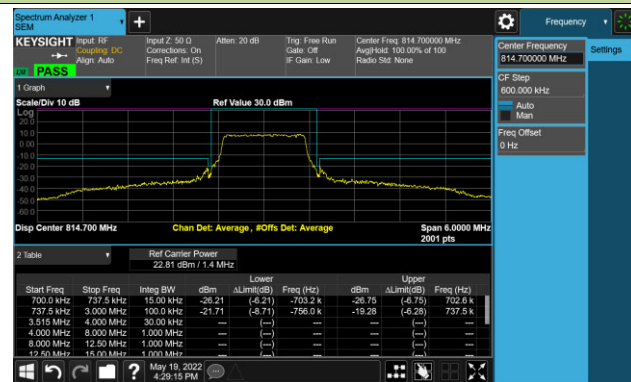 Spectrum Analyzer 1
SEM
Frequency
KEYSIGHT
Input: RF
Coupling: DC
Align: Auto
Input Z: 50 Ω
Corrections: On
Freq Ref: Int (S)
Atten: 20 dB
Trig: Free Run
Gate: Off
IF Gain: Low
Center Freq: 814.700000 MHz
Avg|Hold: 100.00% of 100
Radio Std: None
PASS
Center Frequency
814.700000 MHz
Settings
CF Step
600.000 kHz
Auto
Man
Freq Offset
0 Hz
1 Graph
Scale/Div 10 dB
Ref Value 30.0 dBm
Log
20.0
10.0
0.00
-10.0
-20.0
-30.0
-40.0
-50.0
-60.0
Disp Center 814.700 MHz
Chan Det: Average, #Offs Det: Average
Span 6.0000 MHz
2001 pts
2 Table
Ref Carrier Power
22.81 dBm / 1.4 MHz
Lower Upper
Start Freq Stop Freq Integ BW dBm ΔLimit(dB) Freq (Hz) dBm ΔLimit(dB) Freq (Hz)
700.0 kHz 737.5 kHz 15.00 kHz -26.21 (-6.21) -703.2 k -26.75 (-6.75) 702.6 k
737.5 kHz 3.000 MHz 100.0 kHz -21.71 (-8.71) -756.0 k -19.28 (-6.28) 737.5 k
3.515 MHz 4.000 MHz 30.00 kHz --- (---) --- --- (---) ---
4.000 MHz 8.000 MHz 1.000 MHz --- (---) --- --- (---) ---
8.000 MHz 12.50 MHz 1.000 MHz --- (---) --- --- (---) ---
12.50 MHz 15.00 MHz 1.000 MHz --- (---) --- --- (---) ---
May 19, 2022
4:29:15 PM